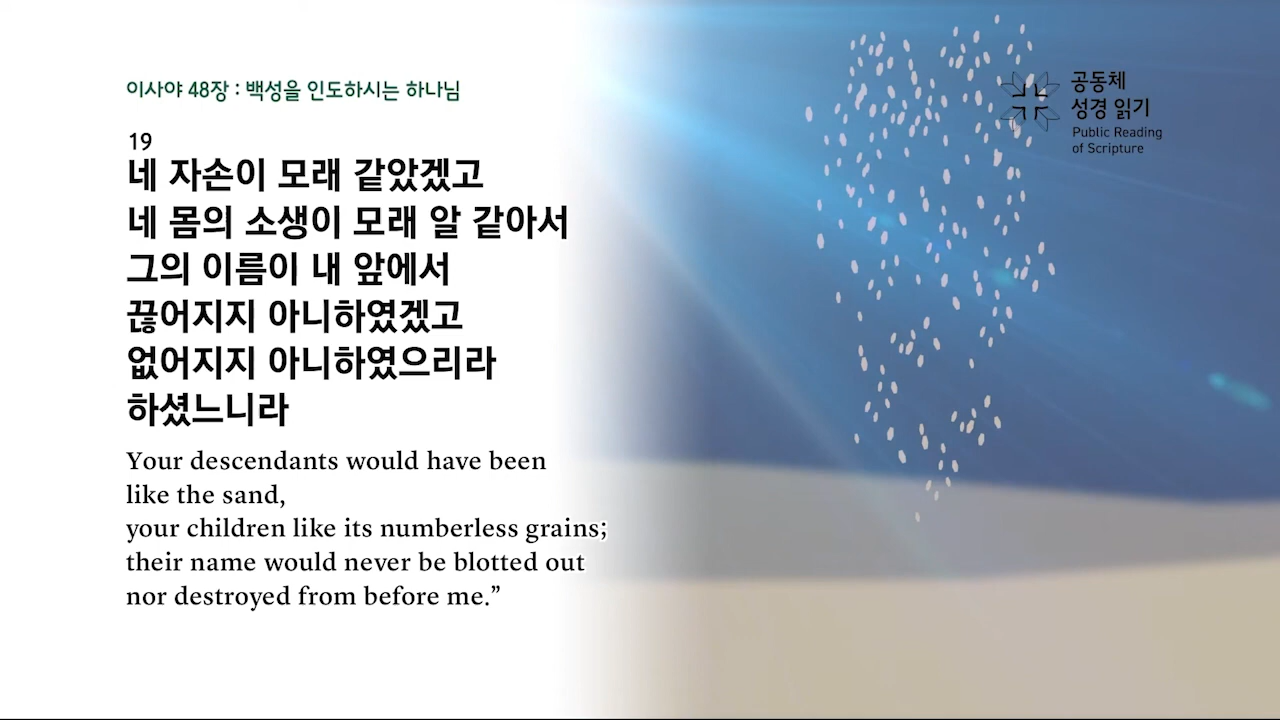 이사야 48장 : 백성을 인도하시는 하나님
공동체
성경 읽기
Public Reading
of Scripture
19
네 자손이 모래 같았겠고
네 몸의 소생이 모래 알 같아서
그의 이름이 내 앞에서
끊어지지 아니하였겠고
없어지지 아니하였으리라
하셨느니라
Your descendants would have been
like the sand,
your children like its numberless grains;
their name would never be blotted out
nor destroyed from before me.”